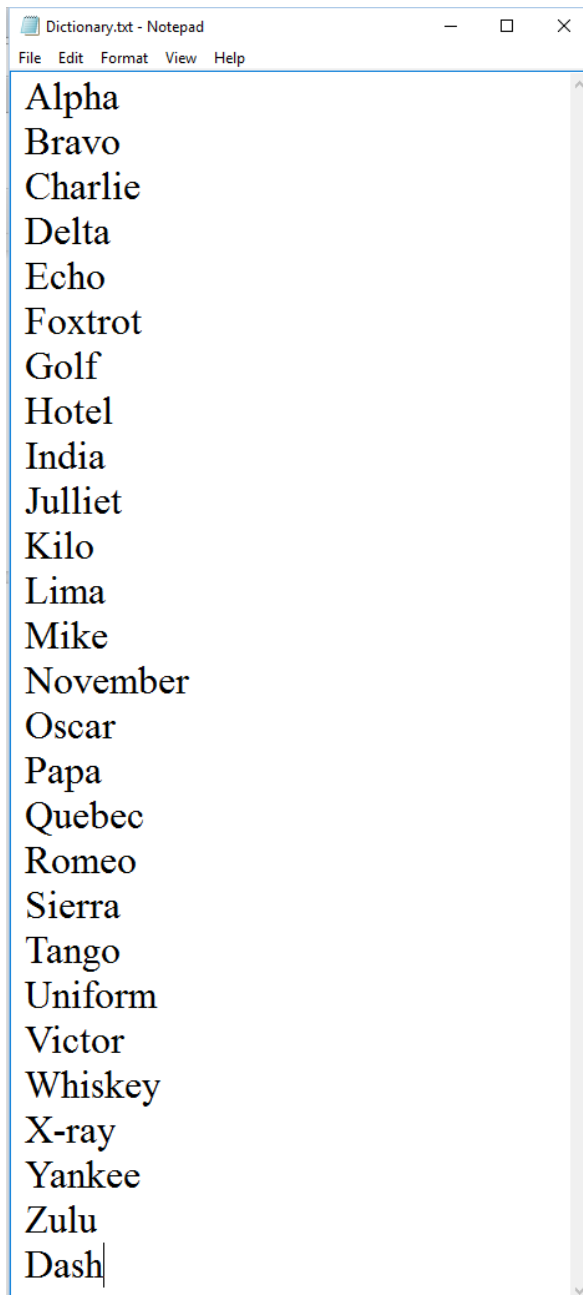 Dictionary.txt - Notepad
File Edit Format View Help
Alpha
Bravo
Charlie
Delta
Echo
Foxtrot
Golf
Hotel
India
Julliet
Kilo
Lima
Mike
November
Oscar
Papa
Quebec
Romeo
Sierra
Tango
Uniform
Victor
Whiskey
X-ray
Yankee
Zulu
Dash